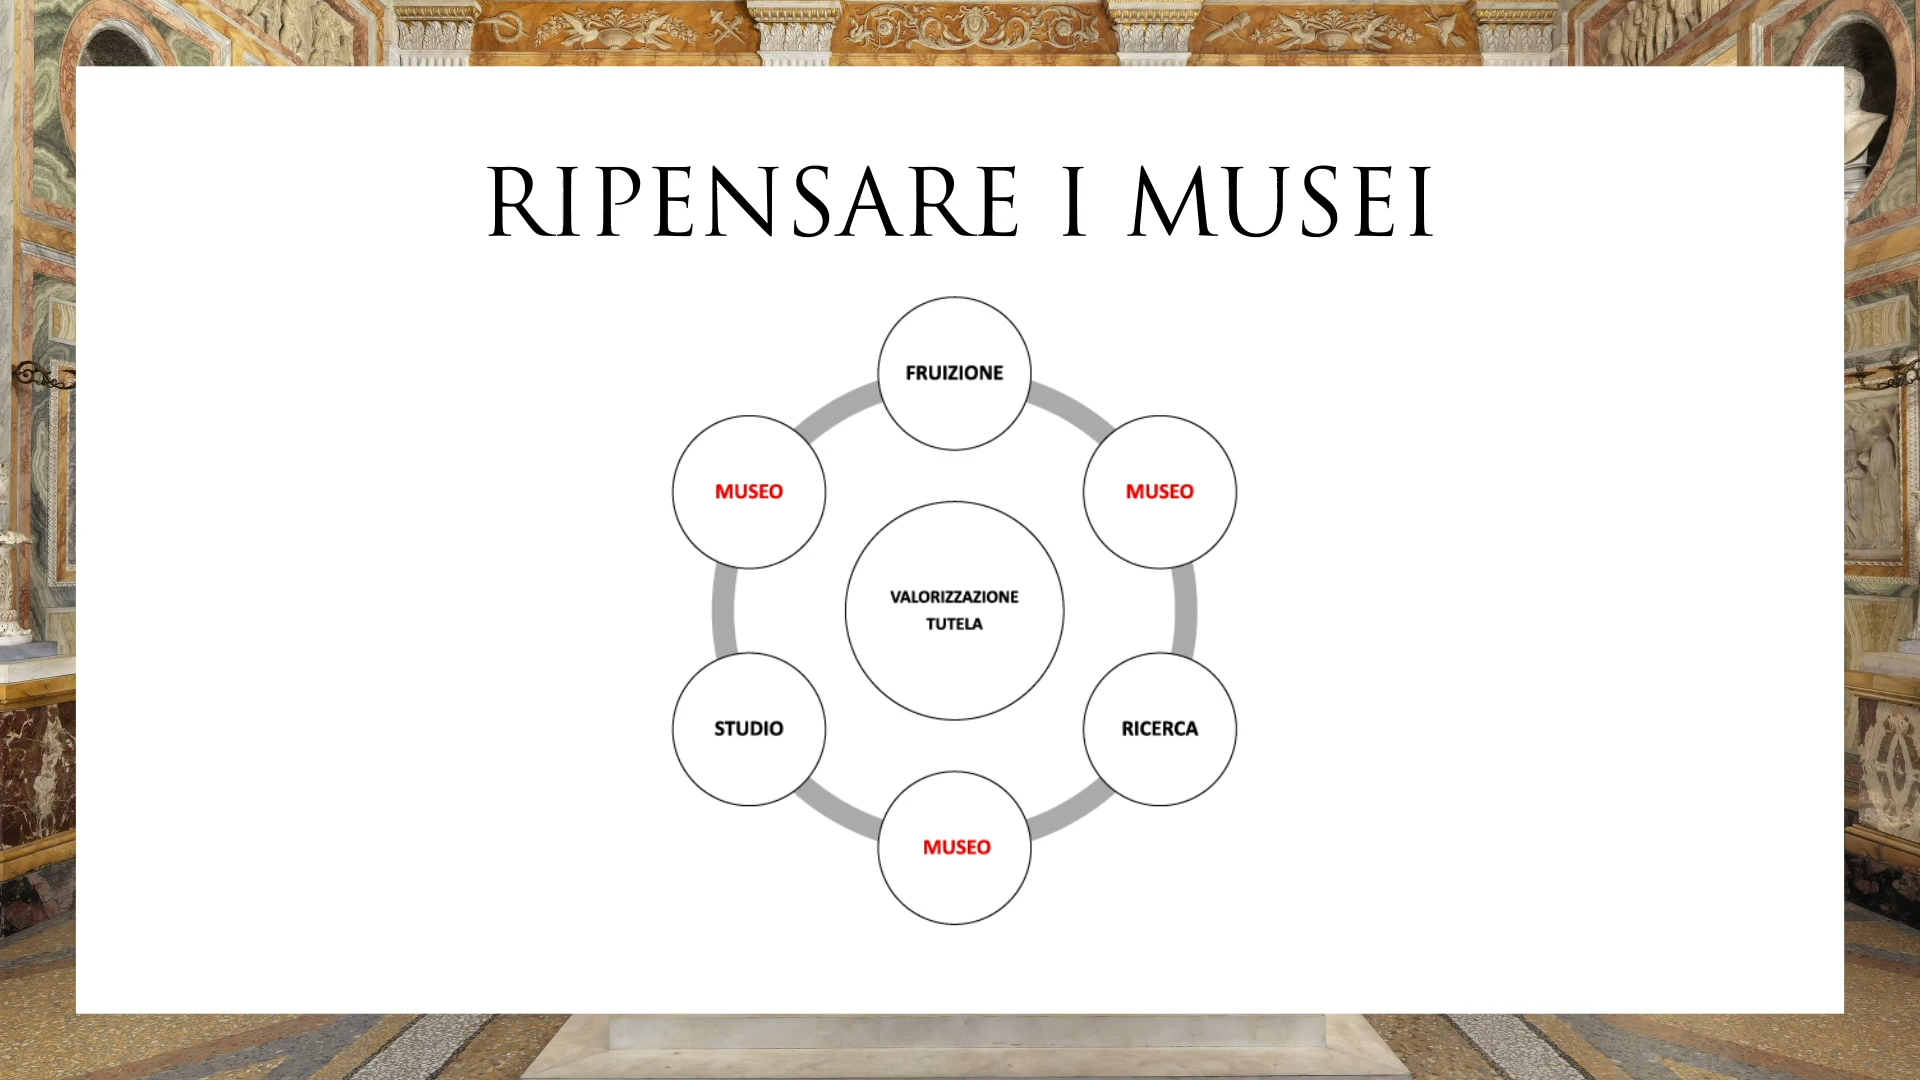 RIPENSARE I MUSEI
FRUIZIONE
MUSEO
MUSEO
VALORIZZAZIONE
TUTELA
STUDIO
RICERCA
MUSEO